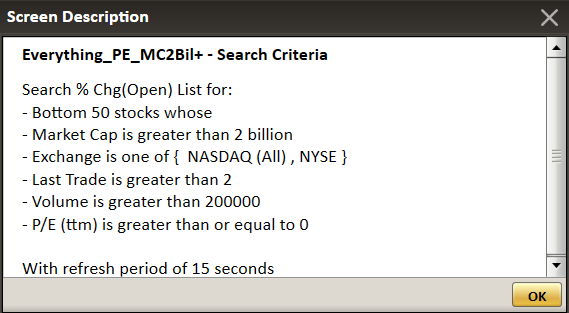 Screen Description
Everything_PE_MC2Bil+ - Search Criteria
Search % Chg(Open) List for:
- Bottom 50 stocks whose
- Market Cap is greater than 2 billion
- Exchange is one of {  NASDAQ (All) , NYSE }
- Last Trade is greater than 2
- Volume is greater than 200000
- P/E (ttm) is greater than or equal to 0
With refresh period of 15 seconds
OK